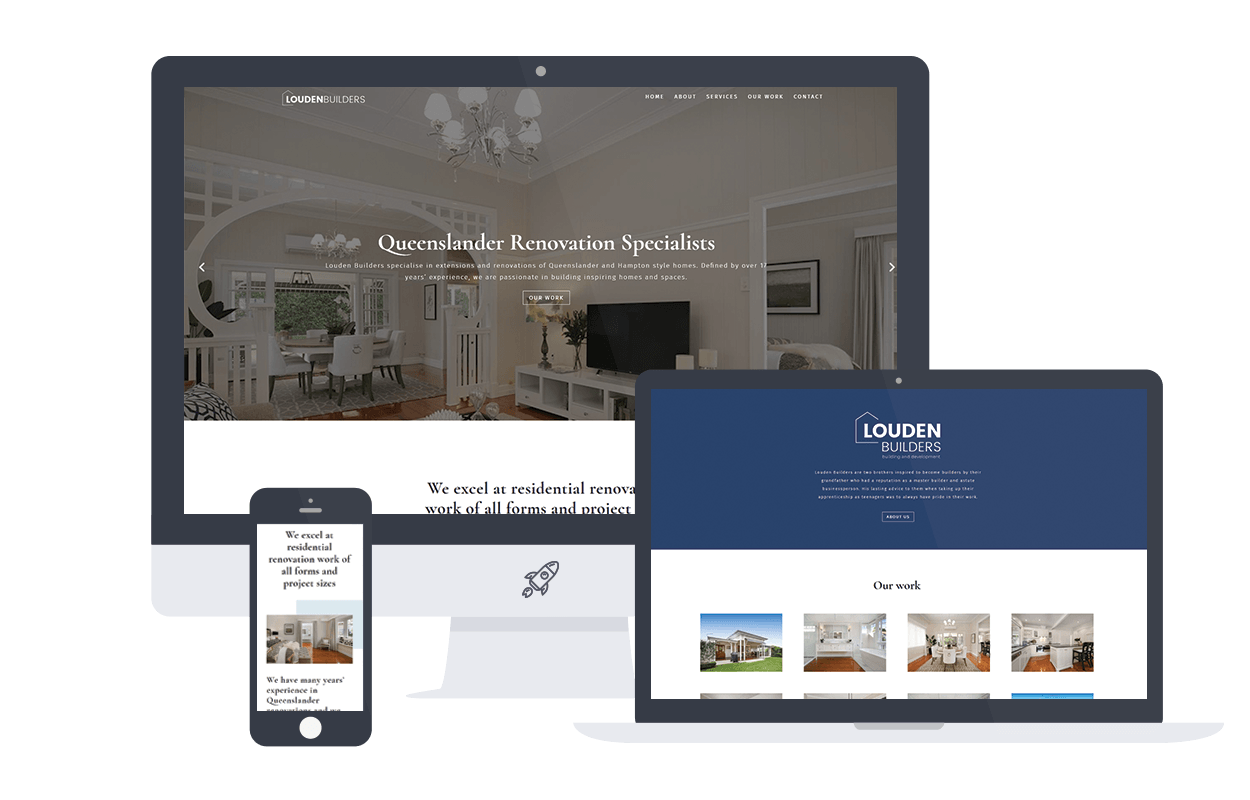 LOUDENBUILDERS
HOME ABOUT SERVICES OUR WORK CONTACT
Queenslander Renovation Specialists
Louden Builders specialise in extensions and renovations of Queenslander and Hampton style homes. Defined by over 17
years' experience, we are passionate in building inspiring homes and spaces.
OUR WORK
We excel at residential renova
work of all forms and project
LOUDEN
BUILDERS
building and development
Louden Builders are two brothers inspired to become builders by their
grandfather who had a reputation as a master builder and astute
businessperson. His lasting advice to them when taking up their
apprenticeship as teenagers was to always have pride in their work.
ABOUT US
Our work
We excel at
residential
renovation work of
all forms and
project sizes
We have many years'
experience in
Queenslander
renovations and we